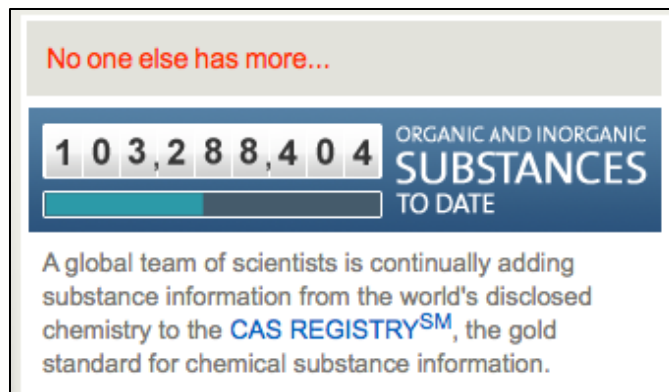 No one else has more...
103,288,404
ORGANIC AND INORGANIC
SUBSTANCES
TO DATE
A global team of scientists is continually adding
substance information from the world's disclosed
chemistry to the CAS REGISTRY℠, the gold
standard for chemical substance information.